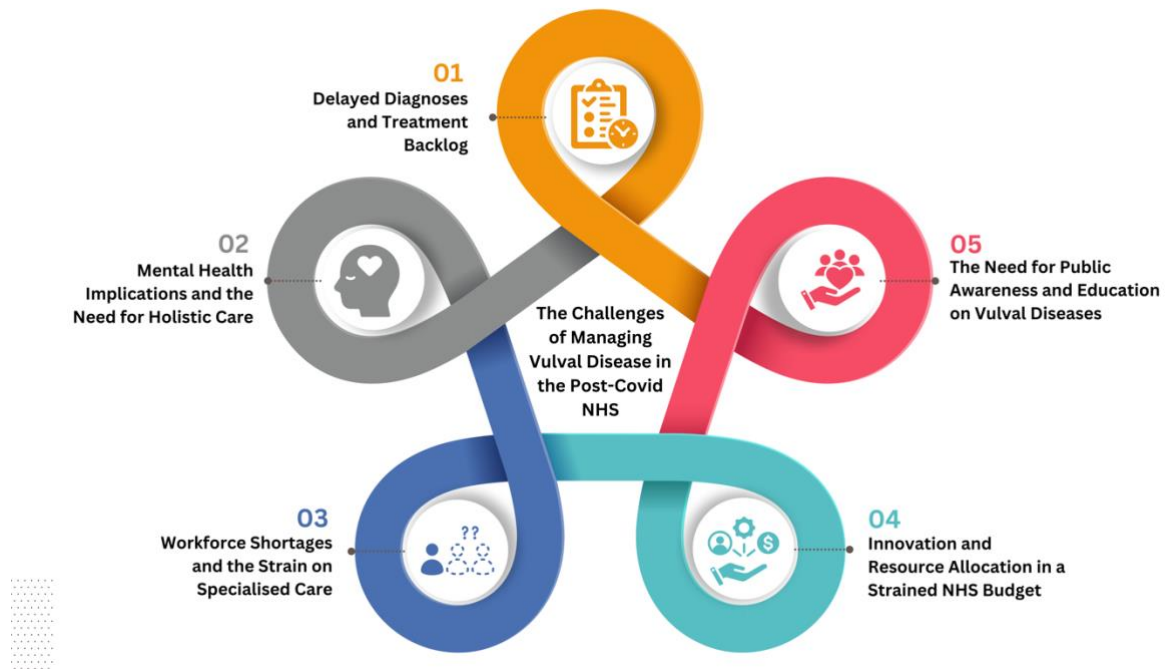 01
Delayed Diagnoses
and Treatment
Backlog
02
Mental Health
Implications and the
Need for Holistic Care
03
Workforce Shortages
and the Strain on
Specialised Care
??
04
Innovation and
Resource Allocation in a
Strained NHS Budget
$
05
The Need for Public
Awareness and Education
on Vulval Diseases
The Challenges
of Managing
Vulval Disease in
the Post-Covid
NHS